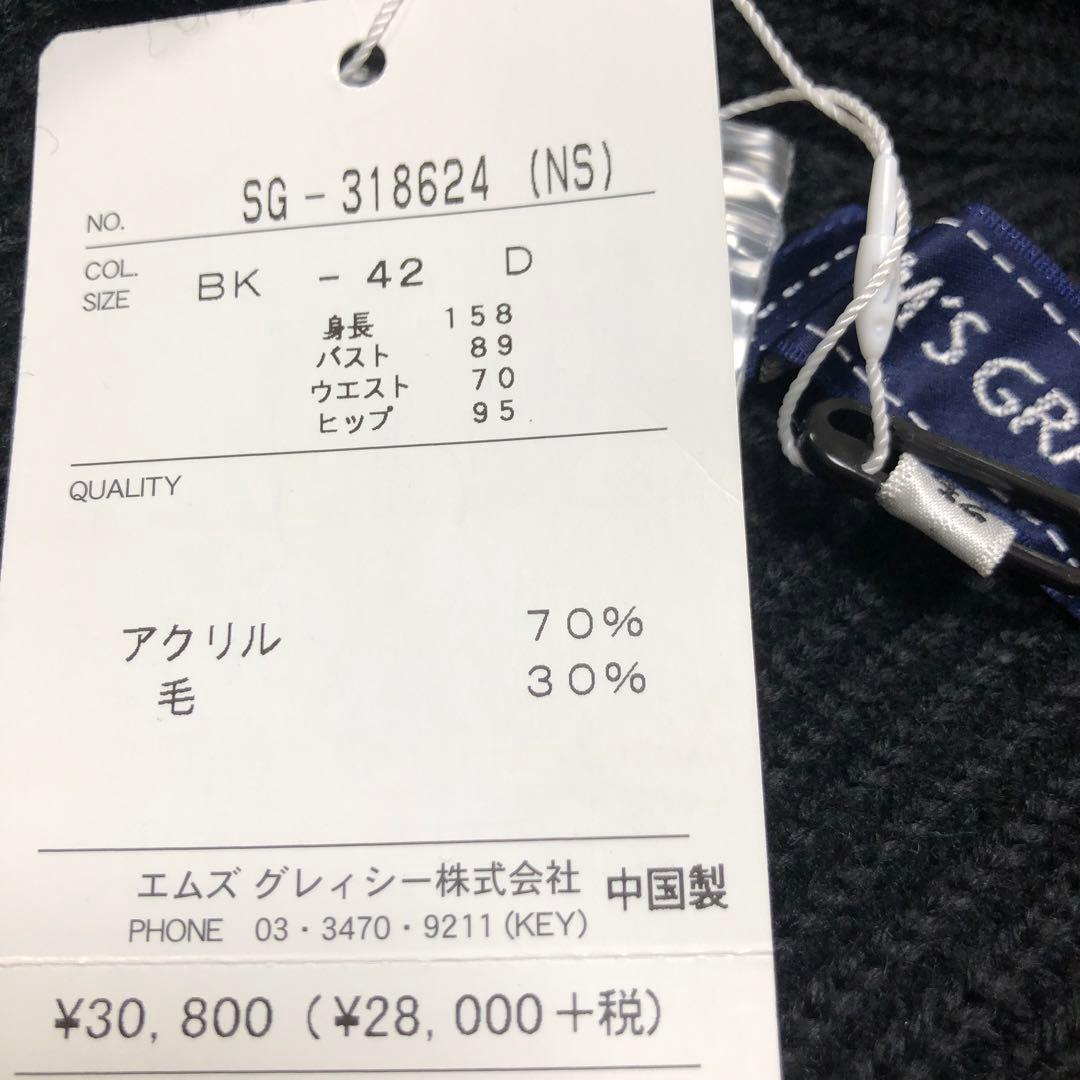 NO. SG-318624 (NS)
COL. SIZE BK -42 D
身長 158
バスト 89
ウエスト 70
ヒップ 95
QUALITY
アクリル 70%
毛 30%
エムズ グレィシー株式会社 中国製
PHONE 03・3470・9211(KEY)
¥30,800 (¥28,000+税)
M'S GRA